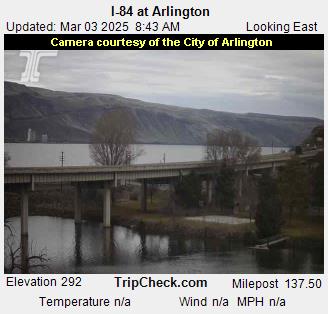 I-84 at Arlington
Updated: Mar 03 2025 8:43 AM Looking East
Camera courtesy of the City of Arlington
Elevation 292 TripCheck.com Milepost 137.50
Temperature n/a Wind n/a MPH n/a